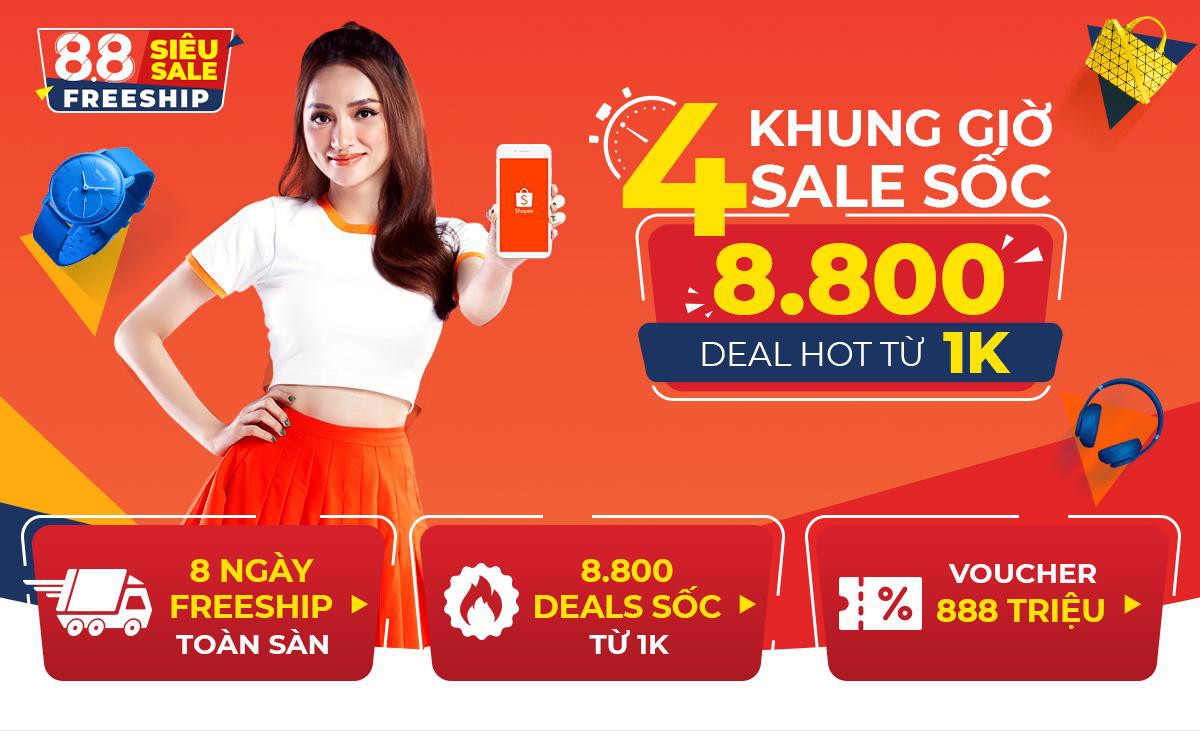 8.8
SIÊU
SALE
FREESHIP
Shopee
4
KHUNG GIỜ
SALE SỐC
8.800
DEAL HOT TỪ 1K
8 NGÀY
FREESHIP
TOÀN SÀN
8.800
DEALS SỐC
TỪ 1K
VOUCHER
888 TRIỆU